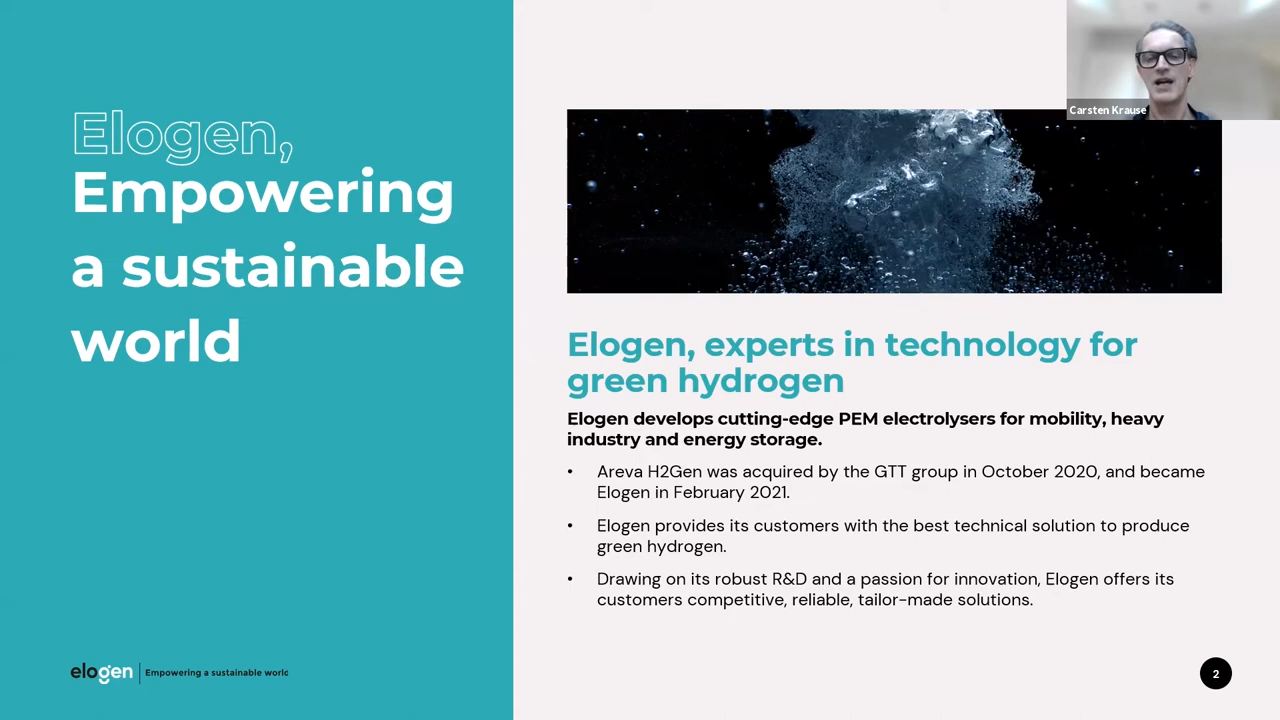 Elogen,
Empowering
a sustainable
world
Carsten Krause
Elogen, experts in technology for
green hydrogen
Elogen develops cutting-edge PEM electrolysers for mobility, heavy
industry and energy storage.
• Areva H2Gen was acquired by the GTT group in October 2020, and became
Elogen in February 2021.
• Elogen provides its customers with the best technical solution to produce
green hydrogen.
• Drawing on its robust R&D and a passion for innovation, Elogen offers its
customers competitive, reliable, tailor-made solutions.
elogen Empowering a sustainable world
2